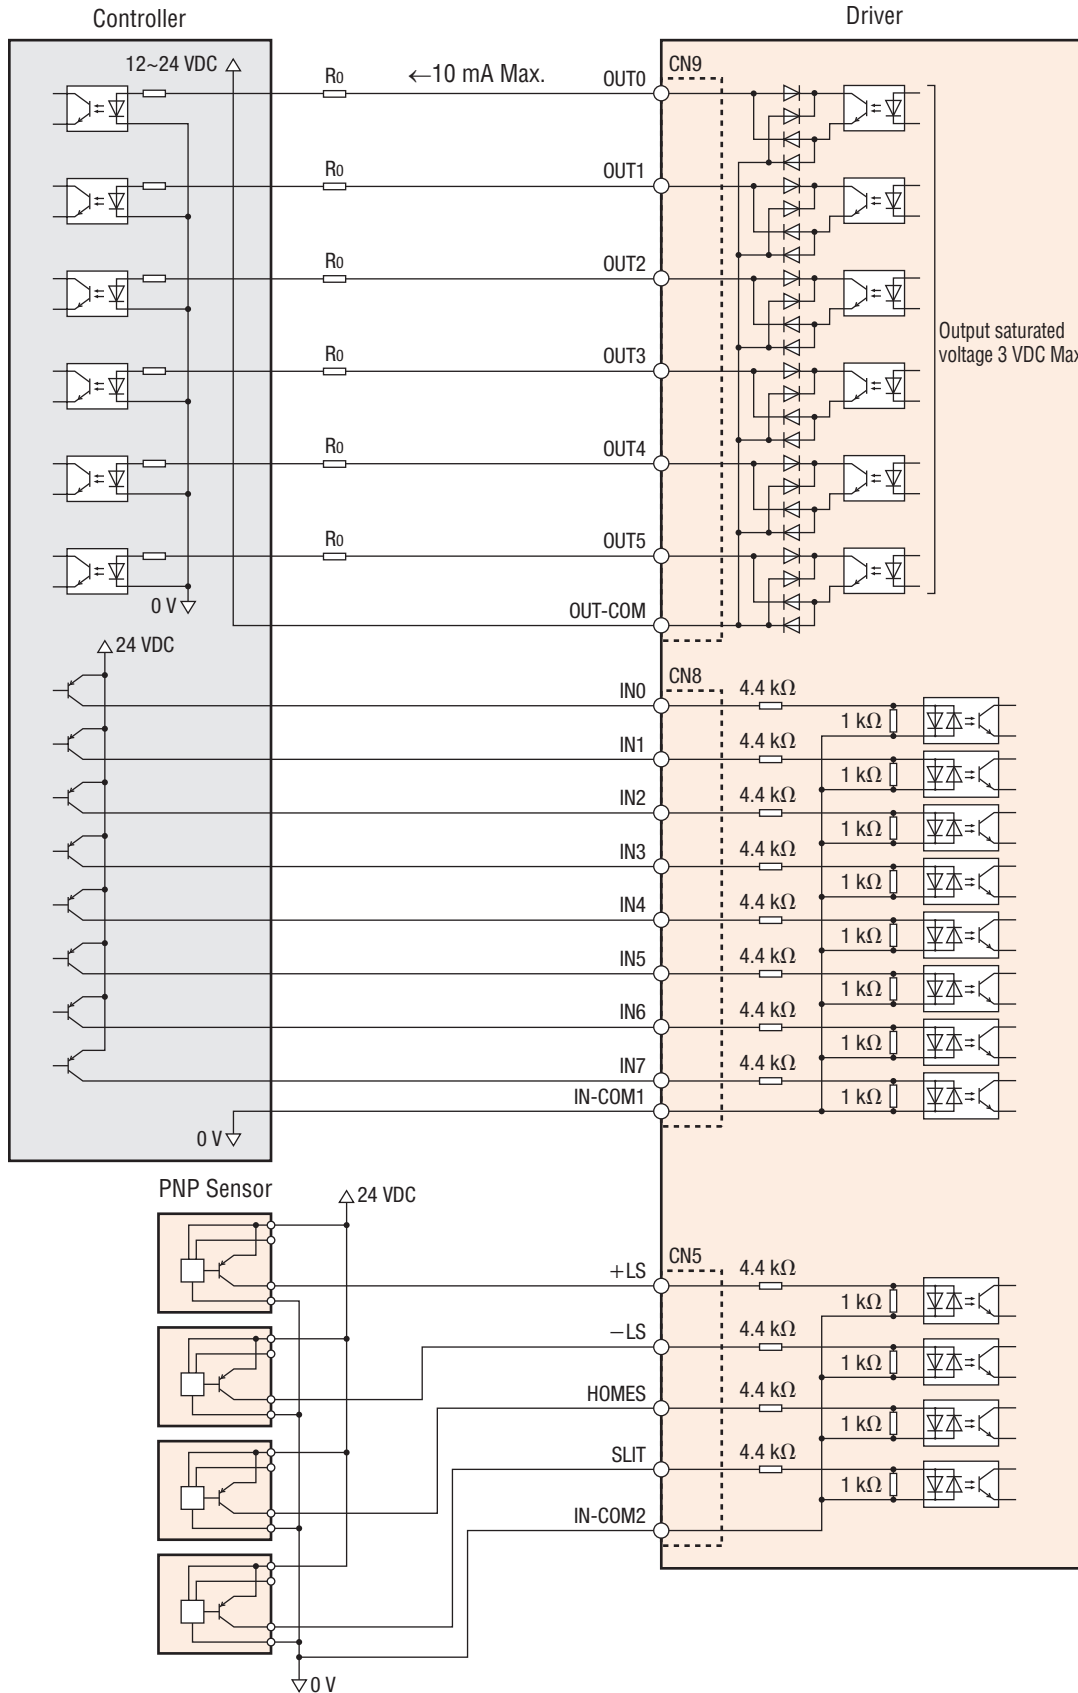 Controller
Driver
12~24 VDC
R0
←10 mA Max.
OUT0
CN9
R0
OUT1
R0
OUT2
R0
OUT3
Output saturated
voltage 3 VDC Max
R0
OUT4
R0
OUT5
0 V
OUT-COM
24 VDC
CN8
IN0
4.4 kΩ
1 kΩ
IN1
4.4 kΩ
1 kΩ
IN2
4.4 kΩ
1 kΩ
IN3
4.4 kΩ
1 kΩ
IN4
4.4 kΩ
1 kΩ
IN5
4.4 kΩ
1 kΩ
IN6
4.4 kΩ
1 kΩ
IN7
4.4 kΩ
1 kΩ
IN-COM1
0 V
PNP Sensor
24 VDC
CN5
+LS
4.4 kΩ
1 kΩ
−LS
4.4 kΩ
1 kΩ
HOMES
4.4 kΩ
1 kΩ
SLIT
4.4 kΩ
1 kΩ
IN-COM2
0 V